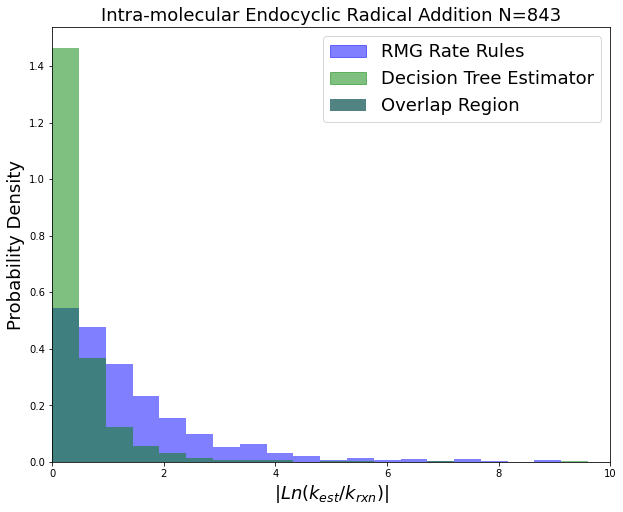 Intra-molecular Endocyclic Radical Addition N=843
RMG Rate Rules
Decision Tree Estimator
Overlap Region
Probability Density
1.4
1.2
1.0
0.8
0.6
0.4
0.2
0.0
0 2 4 6 8 10
|Ln(k_est/k_rxn)|